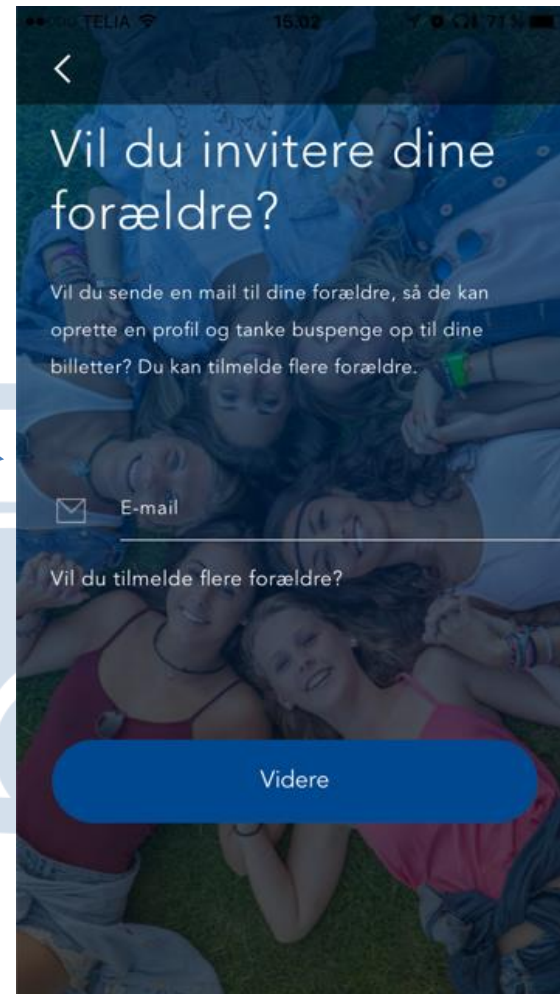 TELIA 15.02 71 %
Vil du invitere dine
forældre?
Vil du sende en mail til dine forældre, så de kan
oprette en profil og tanke buspenge op til dine
billetter? Du kan tilmelde flere forældre.
E-mail
Vil du tilmelde flere forældre?
Videre